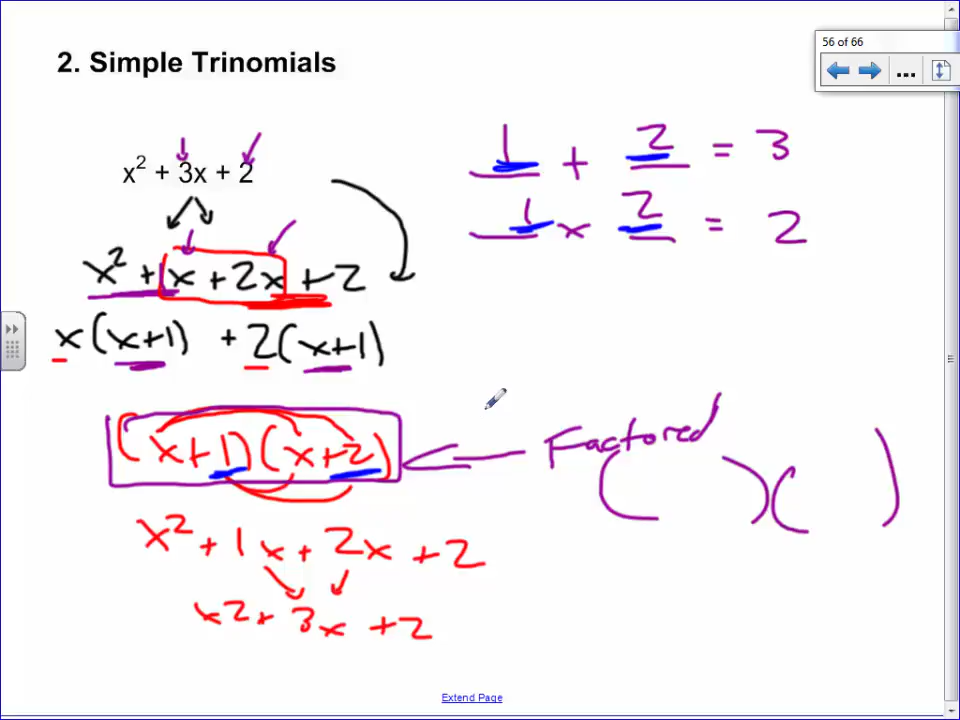 56 of 66
2. Simple Trinomials
1 + 2 = 3
x² + 3x + 2
1 x 2 = 2
x² + x + 2x + 2
x(x+1) + 2(x+1)
(x+1)(x+2) Factored
( )( )
x² + 1x + 2x + 2
x2 + 3x + 2
Extend Page